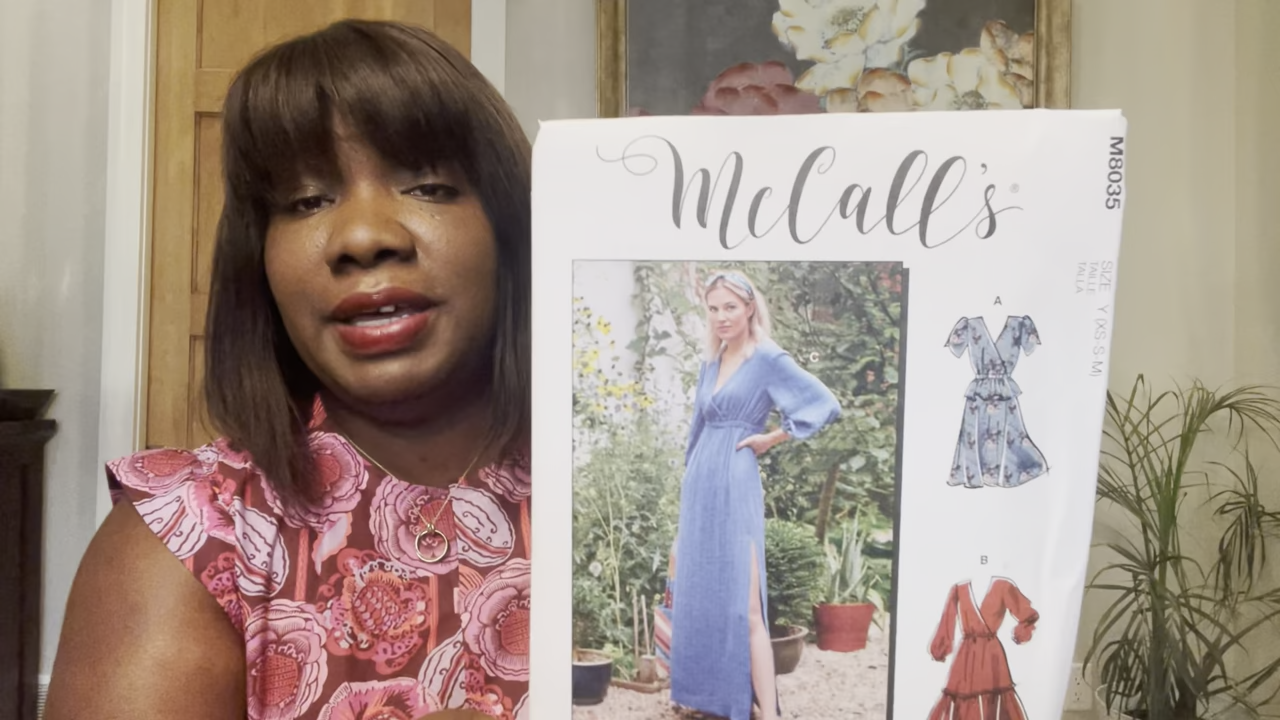 McCall's®
M8035
SIZE Y (XS-S-M)
TAILLE
TALLA
C
A
B